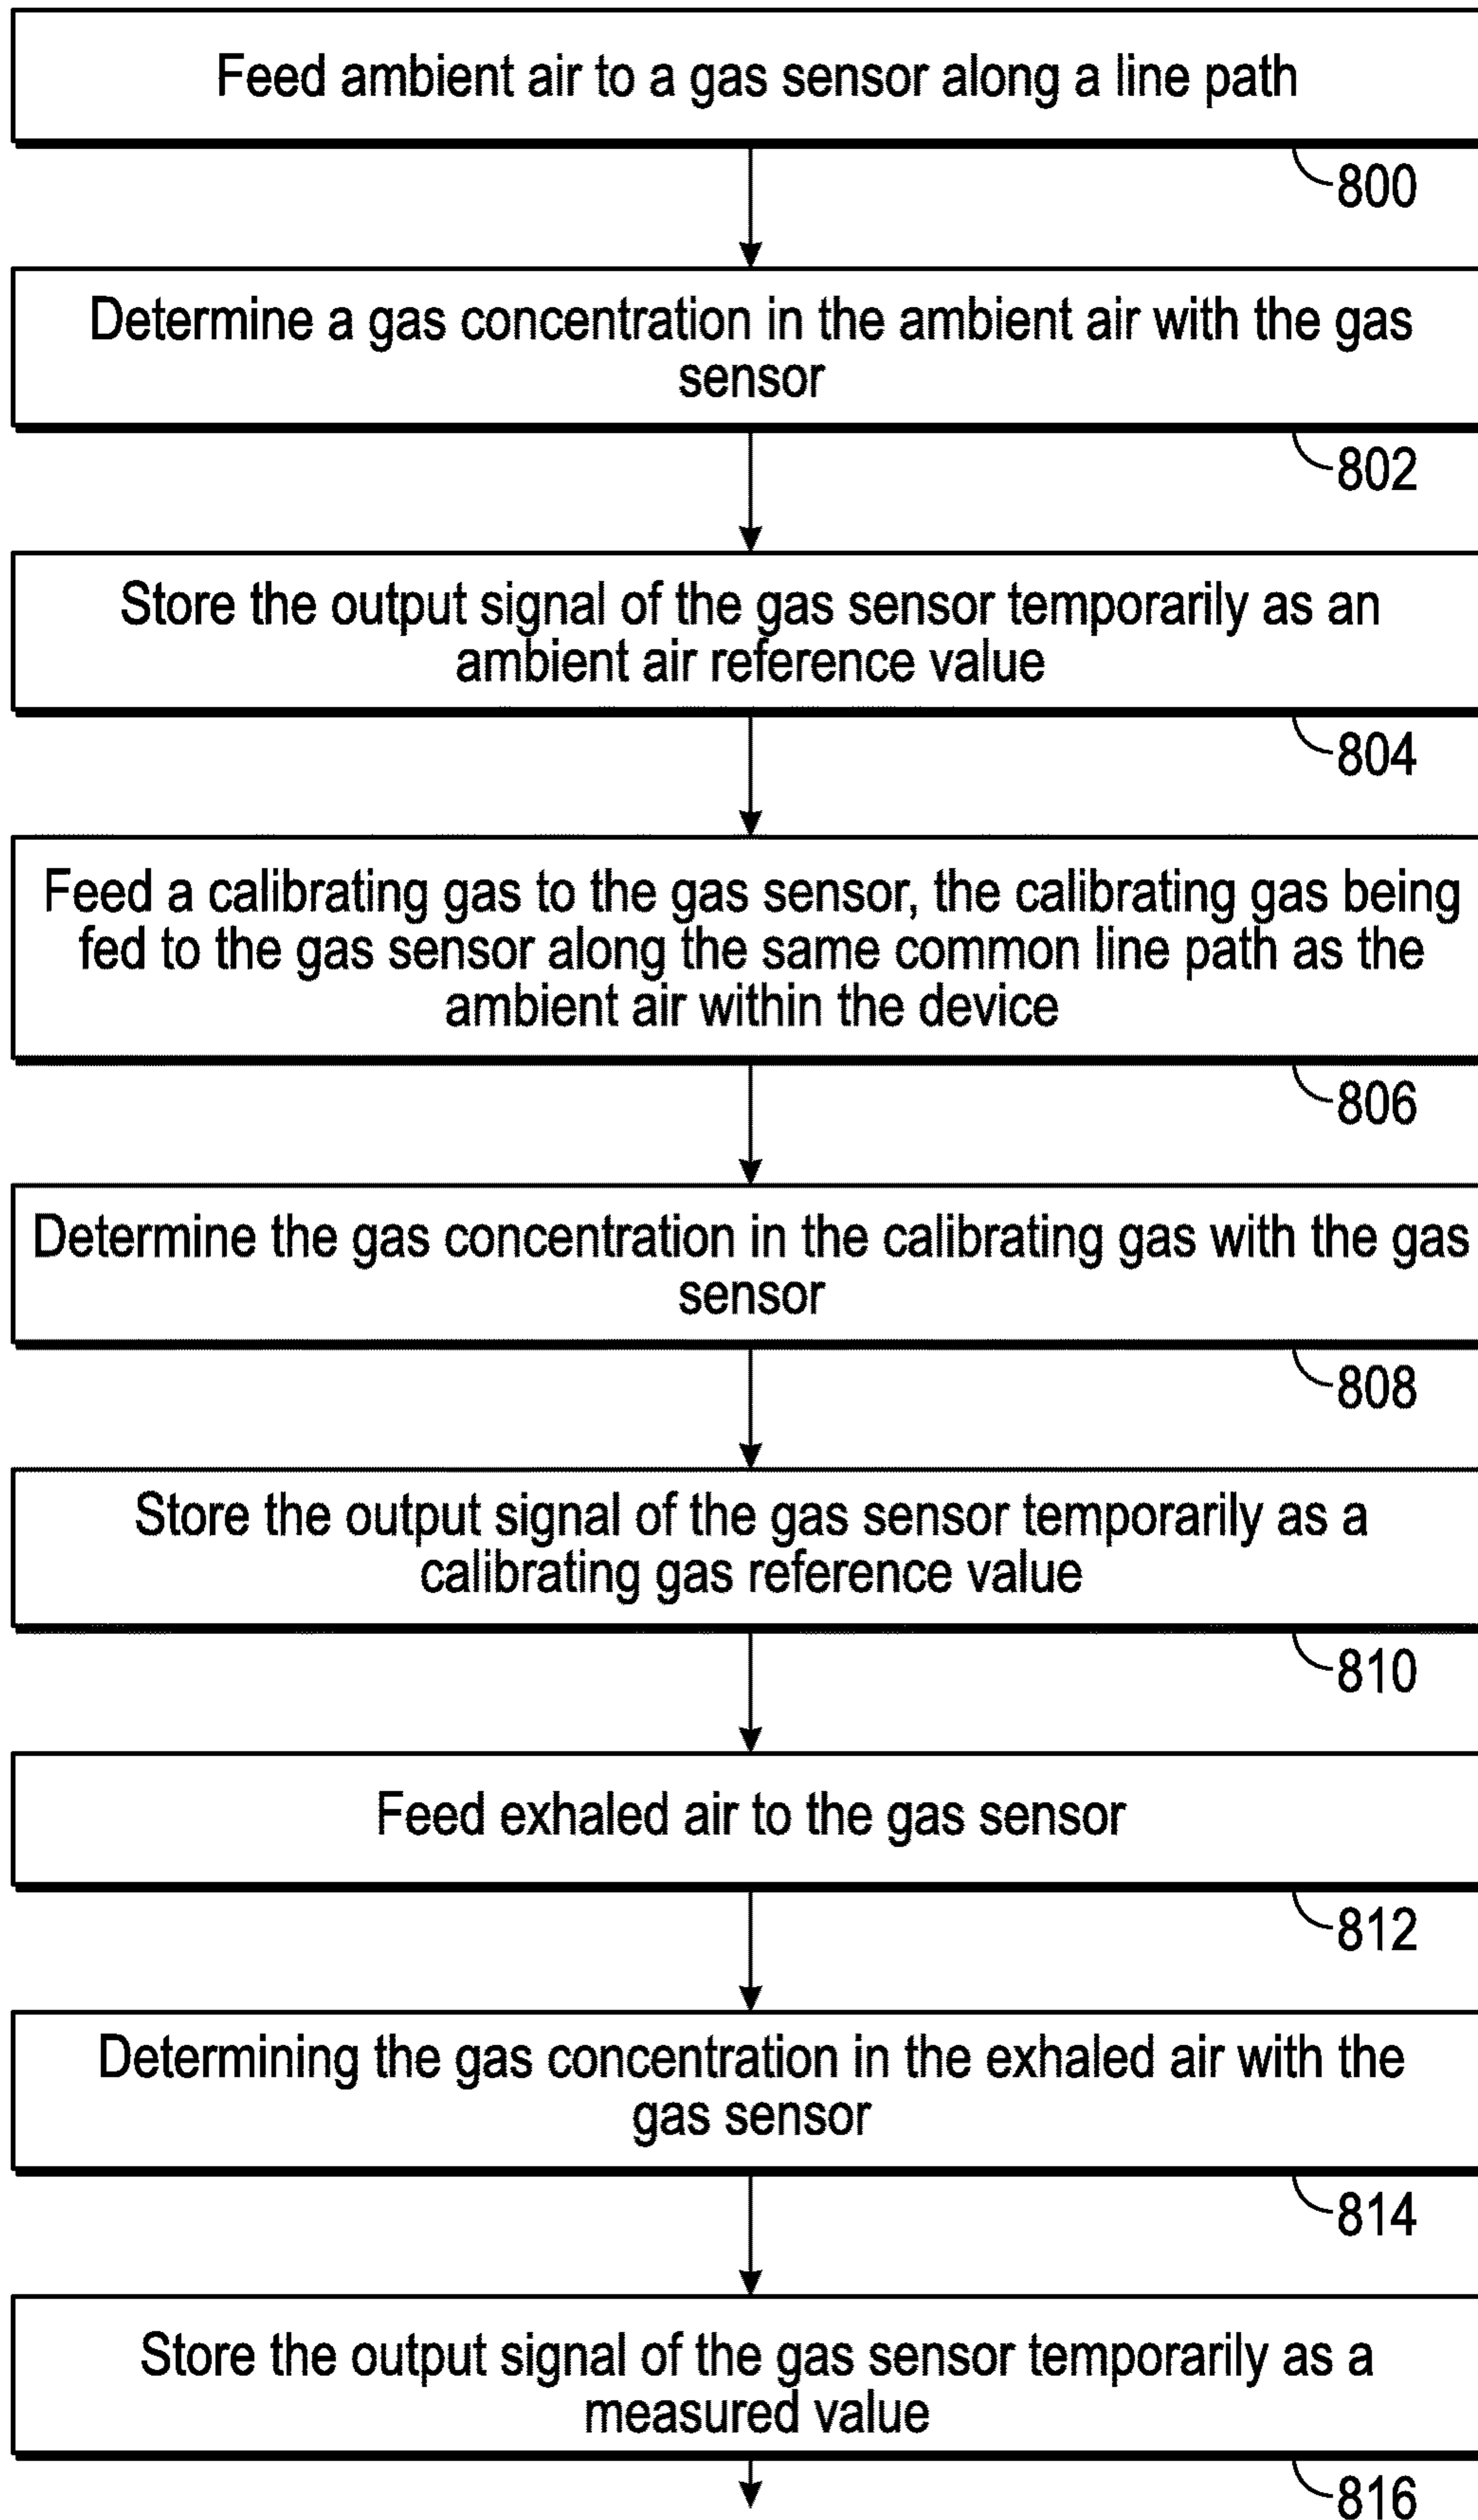 Feed ambient air to a gas sensor along a line path
800
Determine a gas concentration in the ambient air with the gas
sensor
802
Store the output signal of the gas sensor temporarily as an
ambient air reference value
804
Feed a calibrating gas to the gas sensor, the calibrating gas being
fed to the gas sensor along the same common line path as the
ambient air within the device
806
Determine the gas concentration in the calibrating gas with the gas
sensor
808
Store the output signal of the gas sensor temporarily as a
calibrating gas reference value
810
Feed exhaled air to the gas sensor
812
Determining the gas concentration in the exhaled air with the
gas sensor
814
Store the output signal of the gas sensor temporarily as a
measured value
816